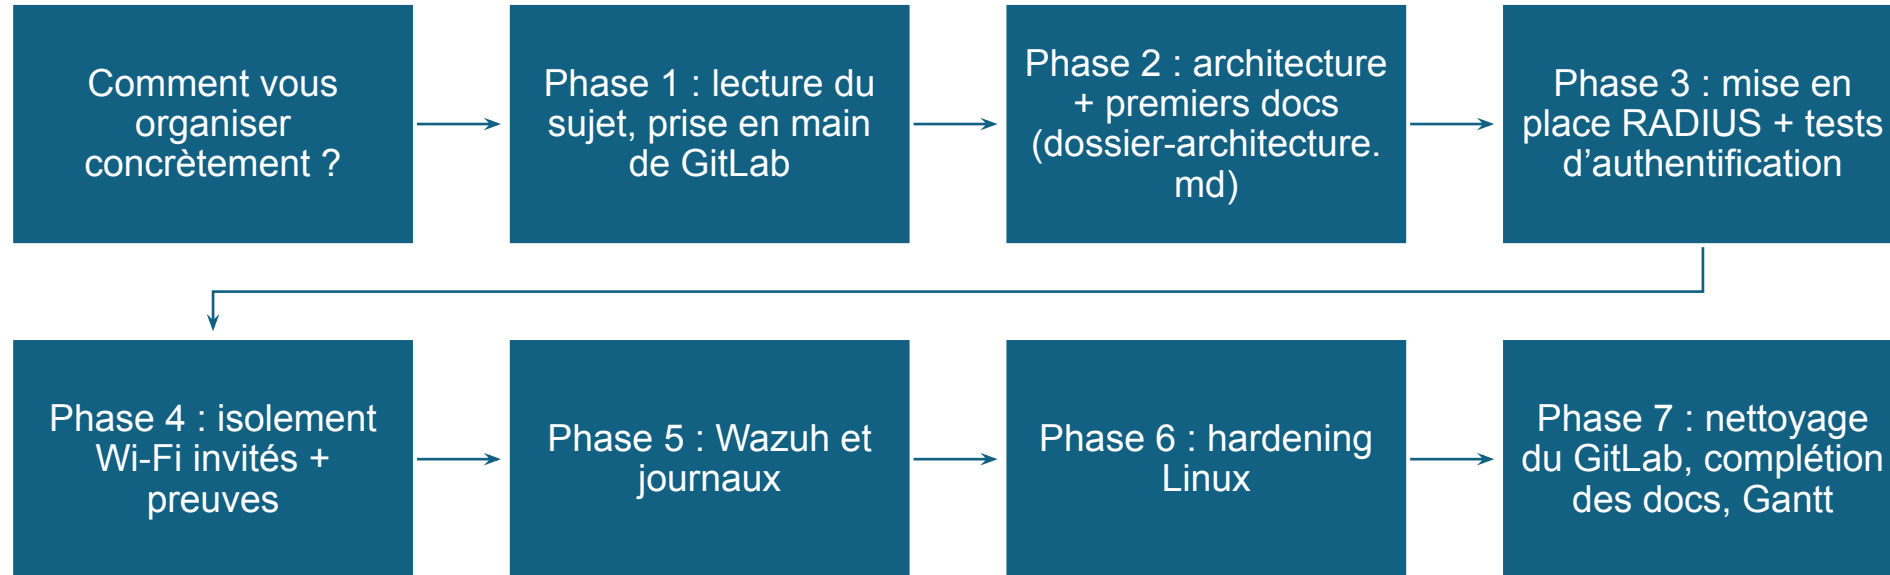 Comment vous
organiser
concrètement ?
Phase 1 : lecture du
sujet, prise en main
de GitLab
Phase 2 : architecture
+ premiers docs
(dossier-architecture.
md)
Phase 3 : mise en
place RADIUS + tests
d’authentification
Phase 4 : isolement
Wi-Fi invités +
preuves
Phase 5 : Wazuh et
journaux
Phase 6 : hardening
Linux
Phase 7 : nettoyage
du GitLab, complétion
des docs, Gantt